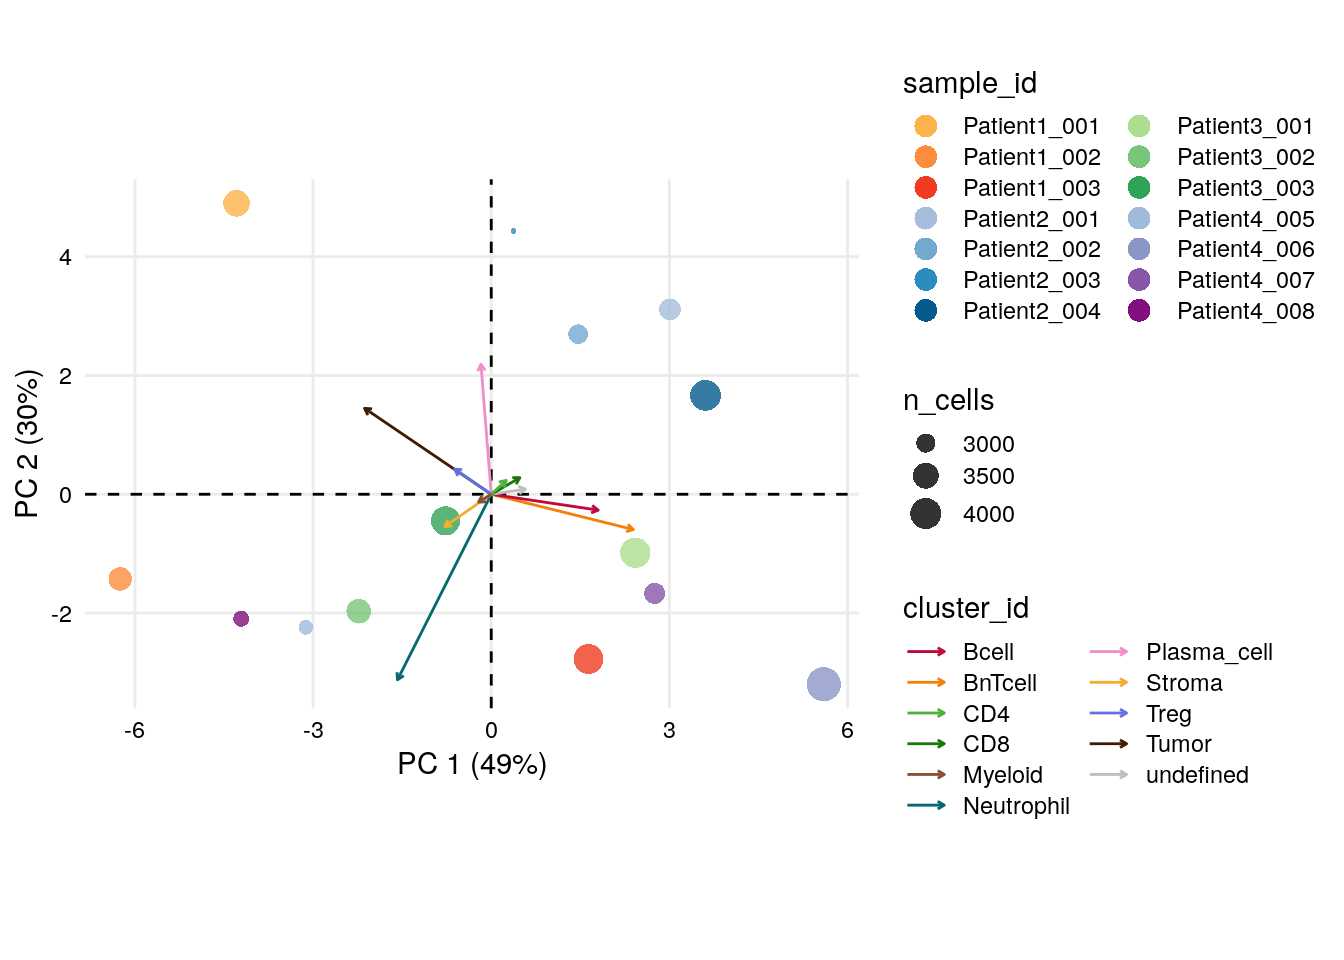 sample_id
Patient1_001 Patient3_001
Patient1_002 Patient3_002
Patient1_003 Patient3_003
Patient2_001 Patient4_005
Patient2_002 Patient4_006
Patient2_003 Patient4_007
Patient2_004 Patient4_008
n_cells
3000
3500
4000
cluster_id
Bcell Plasma_cell
BnTcell Stroma
CD4 Treg
CD8 Tumor
Myeloid undefined
Neutrophil
PC 2 (30%)
4
2
0
-2
-6 -3 0 3 6
PC 1 (49%)